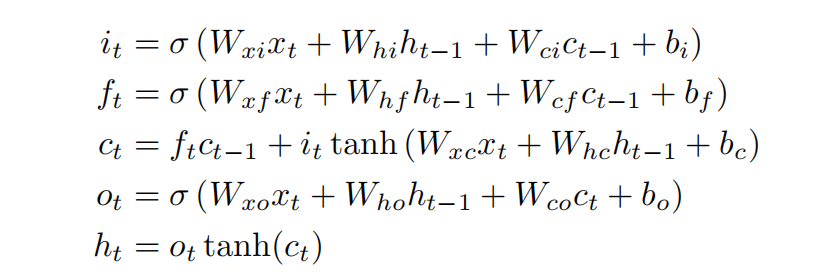 i_t = σ (W_{xi}x_t + W_{hi}h_{t−1} + W_{ci}c_{t−1} + b_i)
f_t = σ (W_{xf}x_t + W_{hf}h_{t−1} + W_{cf}c_{t−1} + b_f)
c_t = f_tc_{t−1} + i_t tanh (W_{xc}x_t + W_{hc}h_{t−1} + b_c)
o_t = σ (W_{xo}x_t + W_{ho}h_{t−1} + W_{co}c_t + b_o)
h_t = o_t tanh(c_t)